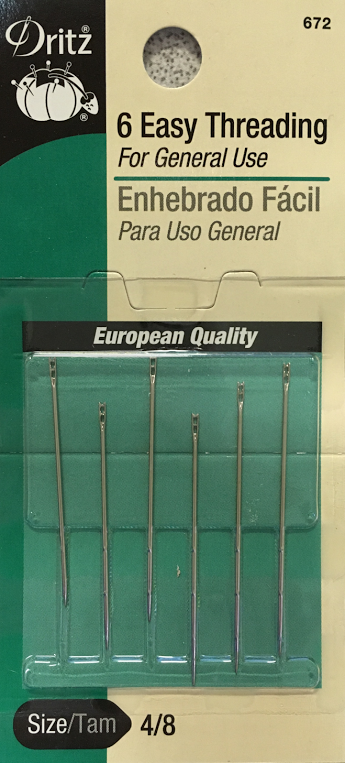 672
Dritz®
®
6 Easy Threading
For General Use
Enhebrado Fácil
Para Uso General
European Quality
Size/Tam 4/8